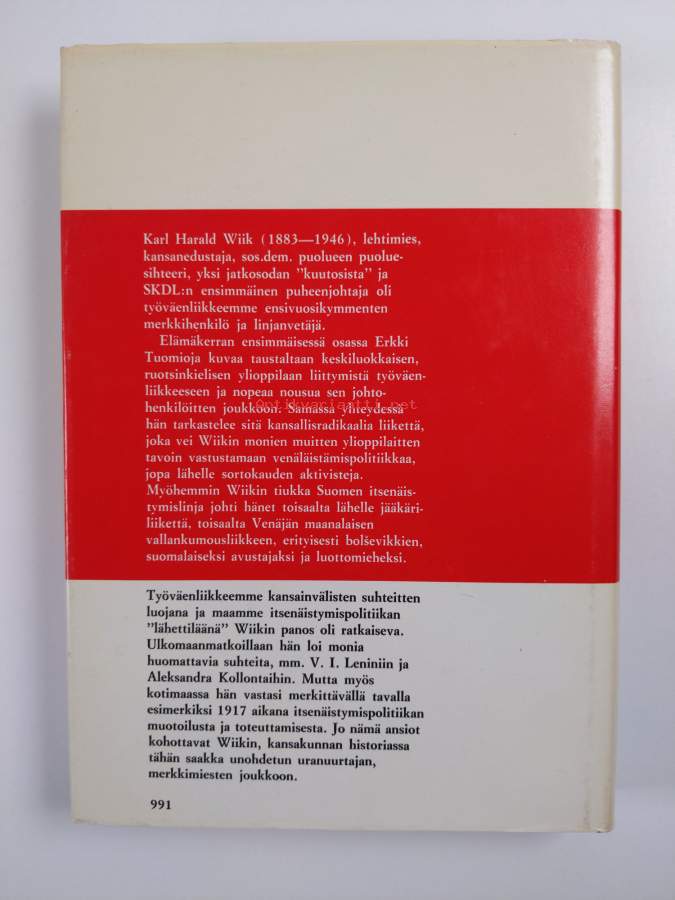 Karl Harald Wiik (1883—1946), lehtimies,
kansanedustaja, sos.dem. puolueen puolue-
sihteeri, yksi jatkosodan "kuutosista" ja
SKDL:n ensimmäinen puheenjohtaja oli
työväenliikkeemme ensivuosikymmenten
merkkihenkilö ja linjanvetäjä.
Elämäkerran ensimmäisessä osassa Erkki
Tuomioja kuvaa taustaltaan keskiluokkaisen,
ruotsinkielisen ylioppilaan liittymistä työväen-
liikkeeseen ja nopeaa nousua sen johto-
henkilöitten joukkoon. Samassa yhteydessä
antikvariaatti.net
hän tarkastelee sitä kansallisradikaalia liikettä,
joka vei Wiikin monien muitten ylioppilaitten
tavoin vastustamaan venäläistämispolitiikkaa,
jopa lähelle sortokauden aktivisteja.
Myöhemmin Wiikin tiukka Suomen itsenäis-
tymislinja johti hänet toisaalta lähelle jääkäri-
liikettä, toisaalta Venäjän maanalaisen
vallankumousliikkeen, erityisesti bolševikkien,
suomalaiseksi avustajaksi ja luottomieheksi.
Työväenliikkeemme kansainvälisten suhteitten
luojana ja maamme itsenäistymispolitiikan
"lähettiläänä" Wiikin panos oli ratkaiseva.
Ulkomaanmatkoillaan hän loi monia
huomattavia suhteita, mm. V. I. Leniniin ja
Aleksandra Kollontaihin. Mutta myös
kotimaassa hän vastasi merkittävällä tavalla
esimerkiksi 1917 aikana itsenäistymispolitiikan
muotoilusta ja toteuttamisesta. Jo nämä ansiot
kohottavat Wiikin, kansakunnan historiassa
tähän saakka unohdetun uranuurtajan,
merkkimiesten joukkoon.
991